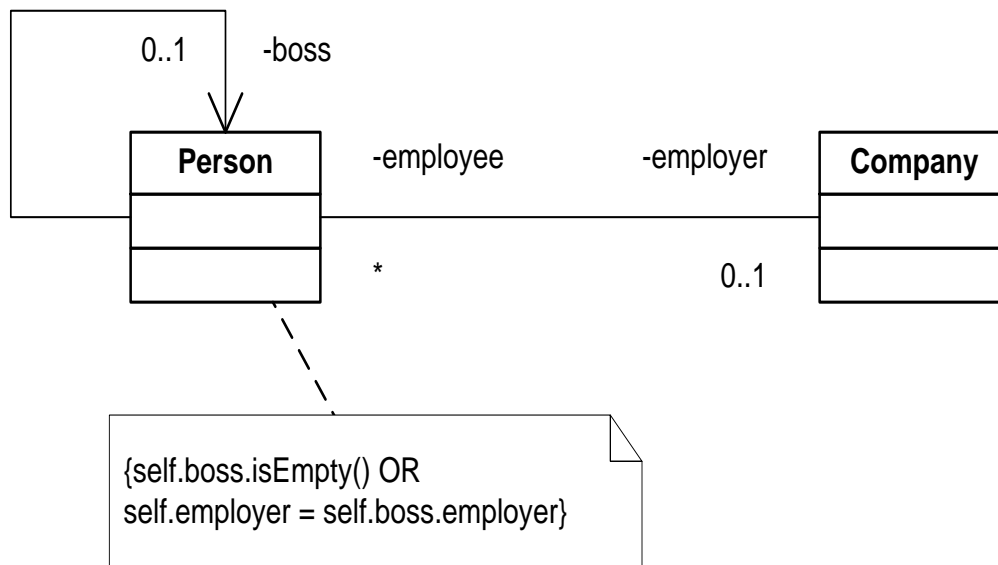 0..1 -boss
Person
-employee -employer
Company
* 0..1
{self.boss.isEmpty() OR
self.employer = self.boss.employer}